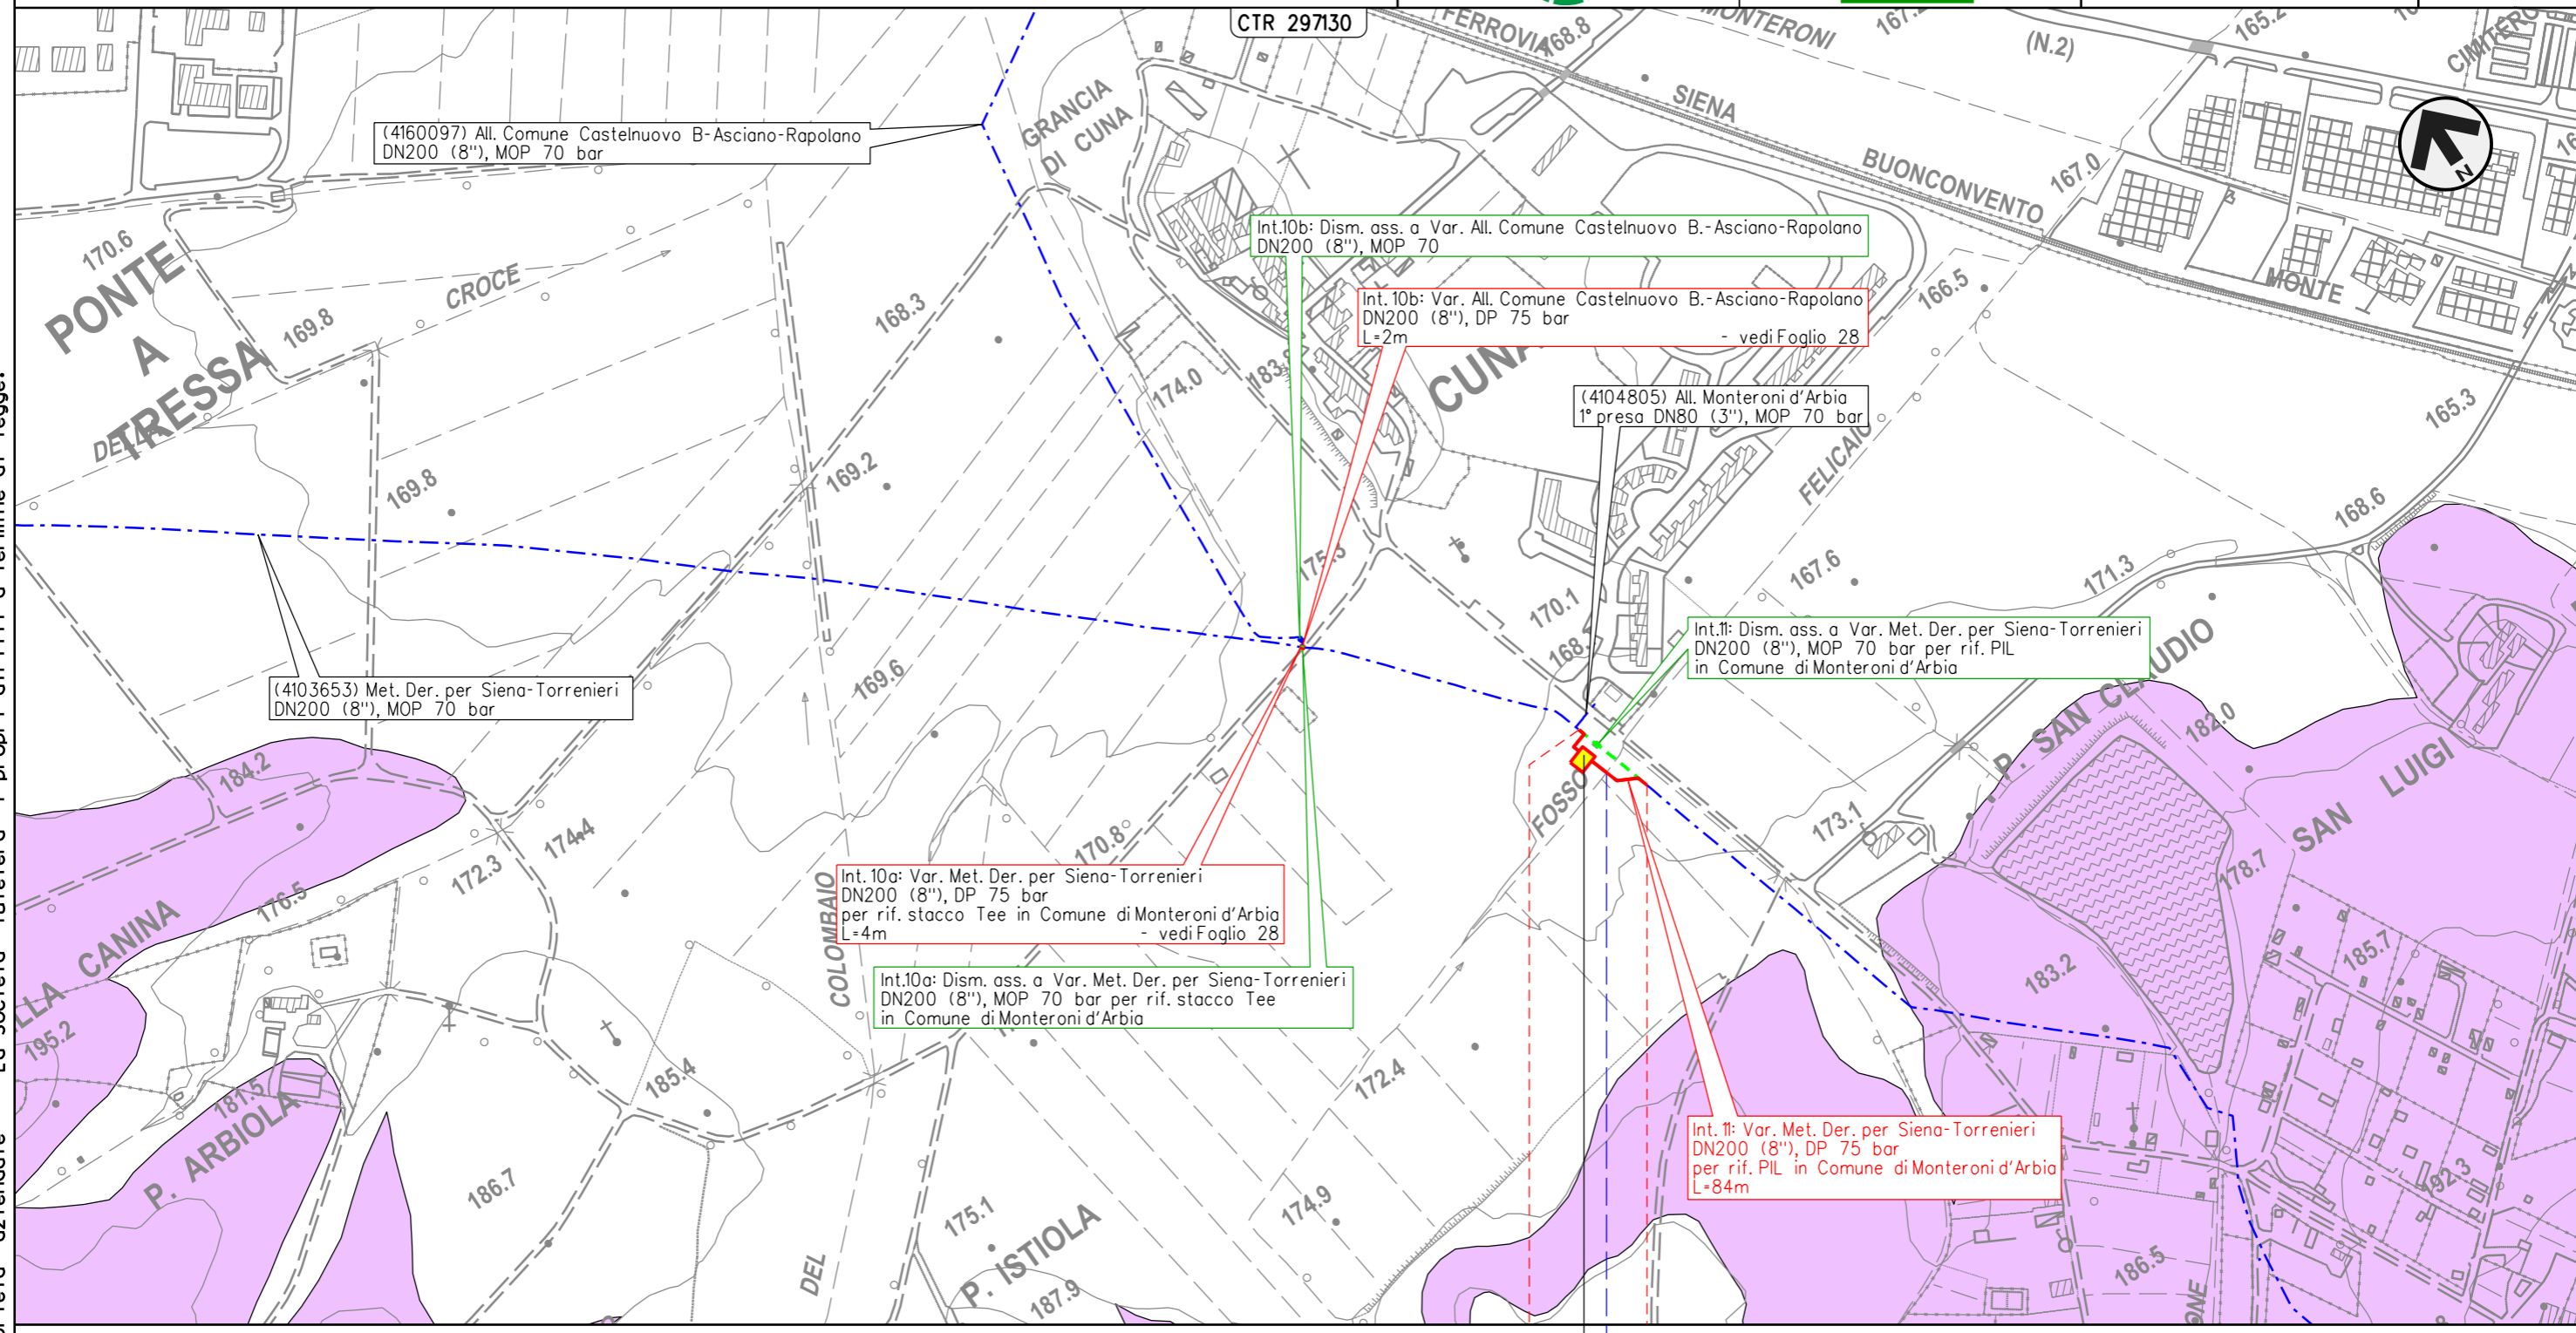 CTR 297130
FERROVIA
168.8
MONTERONI
(N.2)
165.2
CIMITERO
SIENA
BUONCONVENTO
167.0
MONTE
N
GRANCIA
DI CUNA
(4160097) All. Comune Castelnuovo B-Asciano-Rapolano
DN200 (8"), MOP 70 bar
170.6
PONTE
A
TRESSA
CROCE
169.8
168.3
Int.10b: Dism. ass. a Var. All. Comune Castelnuovo B.-Asciano-Rapolano
DN200 (8"), MOP 70
Int. 10b: Var. All. Comune Castelnuovo B.-Asciano-Rapolano
DN200 (8"), DP 75 bar
L=2m - vedi Foglio 28
166.5
174.0
CUNA
(4104805) All. Monteroni d'Arbia
1° presa DN80 (3"), MOP 70 bar
165.3
FELICAIO
169.8
169.2
168.6
167.6
171.3
170.1
Int.11: Dism. ass. a Var. Met. Der. per Siena-Torrenieri
DN200 (8"), MOP 70 bar per rif. PIL
in Comune di Monteroni d'Arbia
(4103653) Met. Der. per Siena-Torrenieri
DN200 (8"), MOP 70 bar
169.6
P. SAN CLAUDIO
182.0
SAN LUIGI
184.2
FOSSO
173.1
178.7
174.4
172.3
170.8
176.5
CANINA
COLOMBAIO
Int. 10a: Var. Met. Der. per Siena-Torrenieri
DN200 (8"), DP 75 bar
per rif. stacco Tee in Comune di Monteroni d'Arbia
L=4m - vedi Foglio 28
Int.10a: Dism. ass. a Var. Met. Der. per Siena-Torrenieri
DN200 (8"), MOP 70 bar per rif. stacco Tee
in Comune di Monteroni d'Arbia
183.2
185.7
195.2
181.5
P. ARBIOLA
185.4
172.4
Int. 11: Var. Met. Der. per Siena-Torrenieri
DN200 (8"), DP 75 bar
per rif. PIL in Comune di Monteroni d'Arbia
L=84m
186.7
175.1
174.9
192.3
DEL
P. ISTIOLA
187.9
186.5